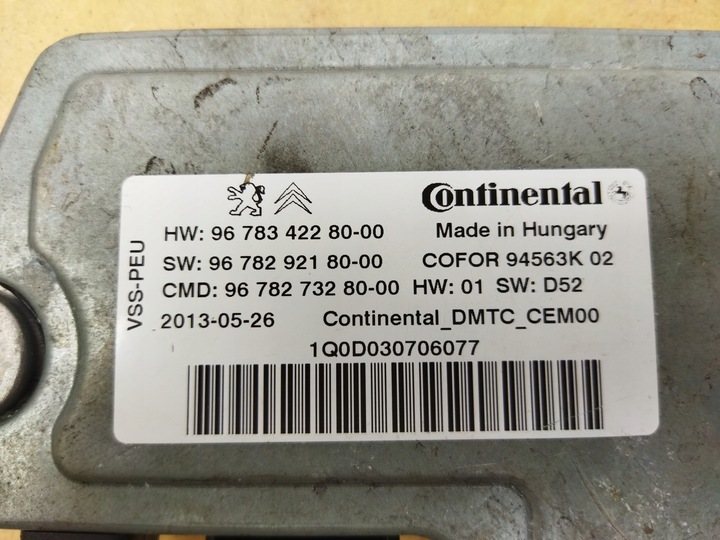 Continental
HW: 96 783 422 80-00 Made in Hungary
SW: 96 782 921 80-00 COFOR 94563K 02
CMD: 96 782 732 80-00 HW: 01 SW: D52
2013-05-26 Continental_DMTC_CEM00
1Q0D030706077
VSS-PEU